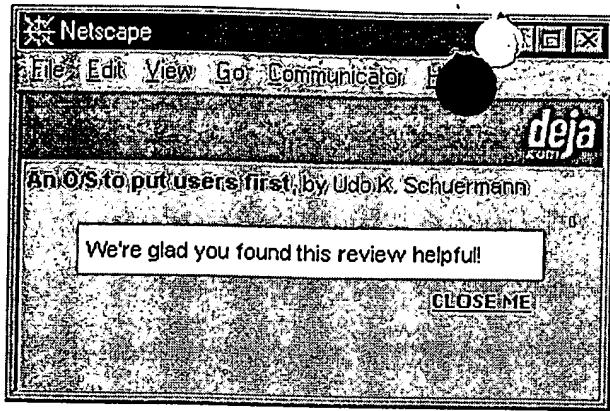 Netscape
File Edit View Go Communicator
deja
.com
An O/S to put users first, by Udo K. Schuermann
We're glad you found this review helpful!
CLOSE ME